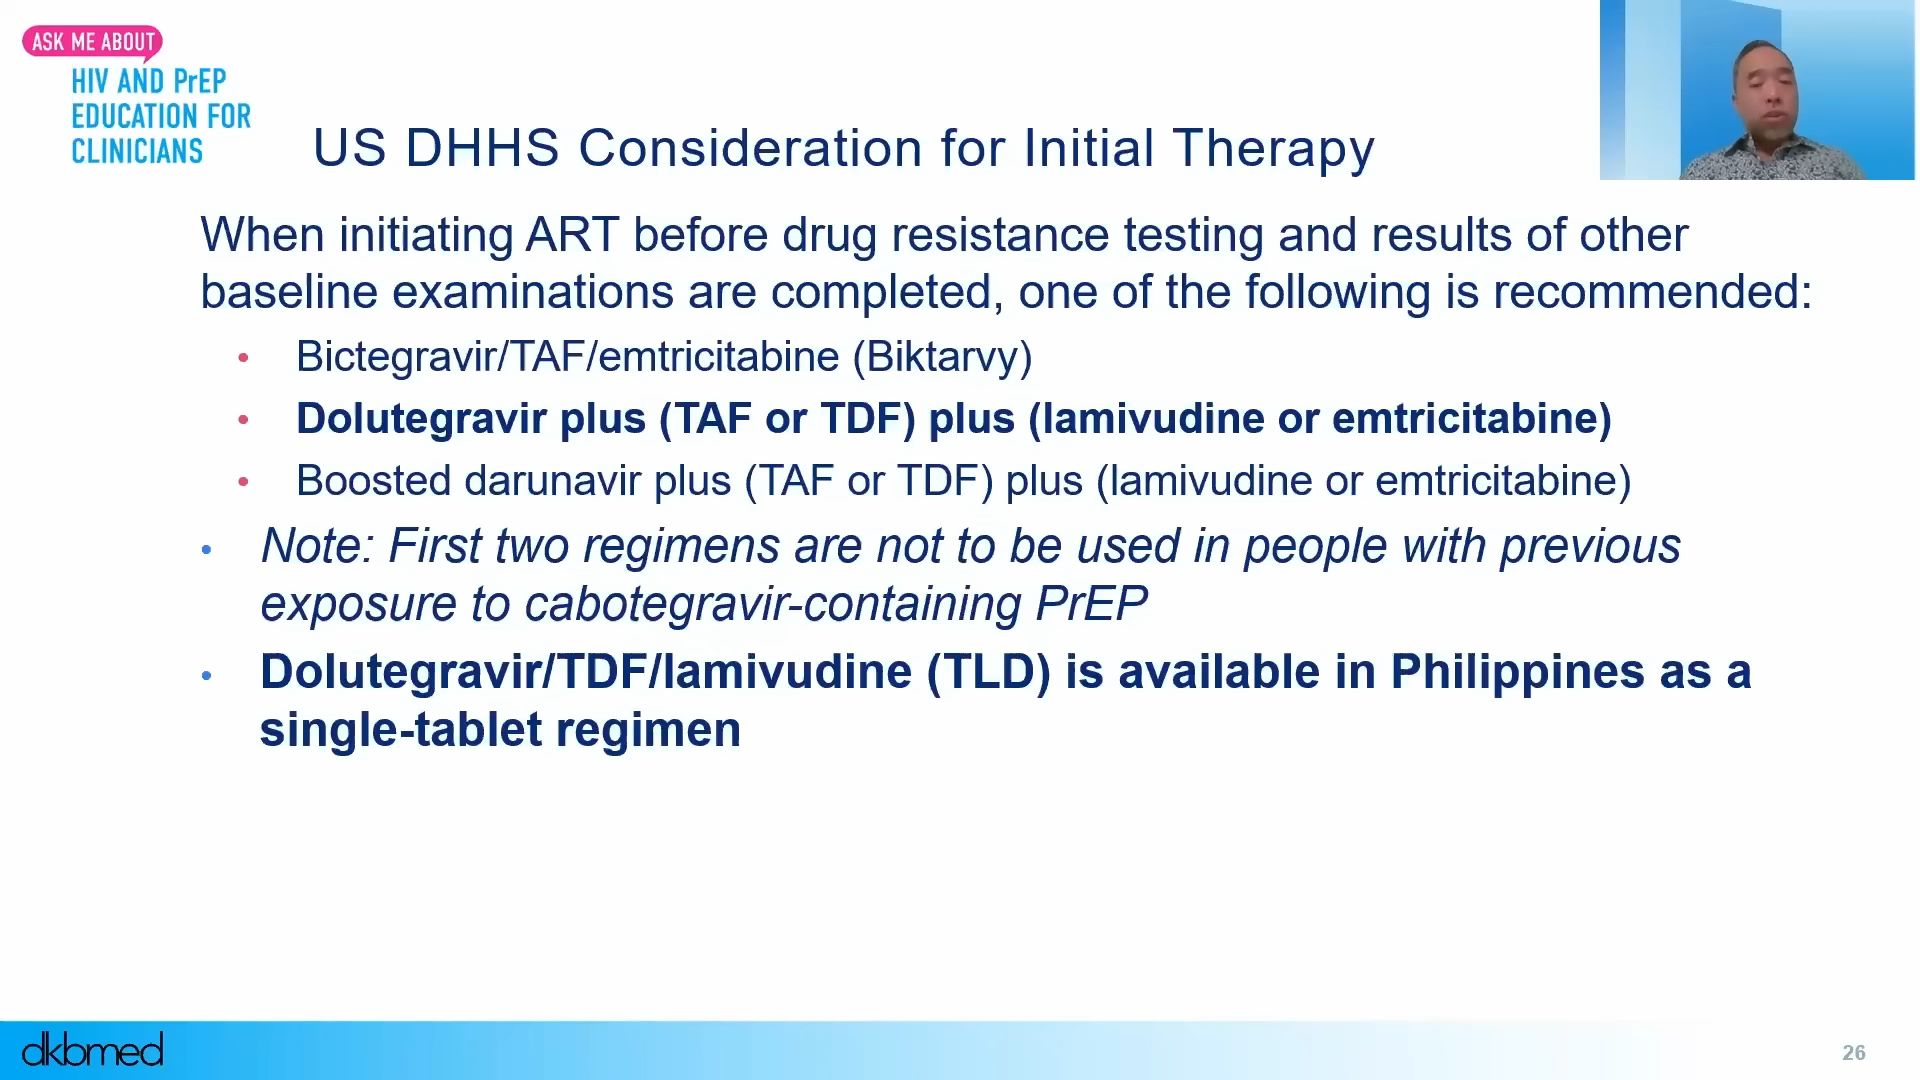 ASK ME ABOUT
HIV AND PrEP
EDUCATION FOR
CLINICIANS
US DHHS Consideration for Initial Therapy
When initiating ART before drug resistance testing and results of other
baseline examinations are completed, one of the following is recommended:
• Bictegravir/TAF/emtricitabine (Biktarvy)
• Dolutegravir plus (TAF or TDF) plus (lamivudine or emtricitabine)
• Boosted darunavir plus (TAF or TDF) plus (lamivudine or emtricitabine)
• Note: First two regimens are not to be used in people with previous
exposure to cabotegravir-containing PrEP
• Dolutegravir/TDF/lamivudine (TLD) is available in Philippines as a
single-tablet regimen
dkbmed
26